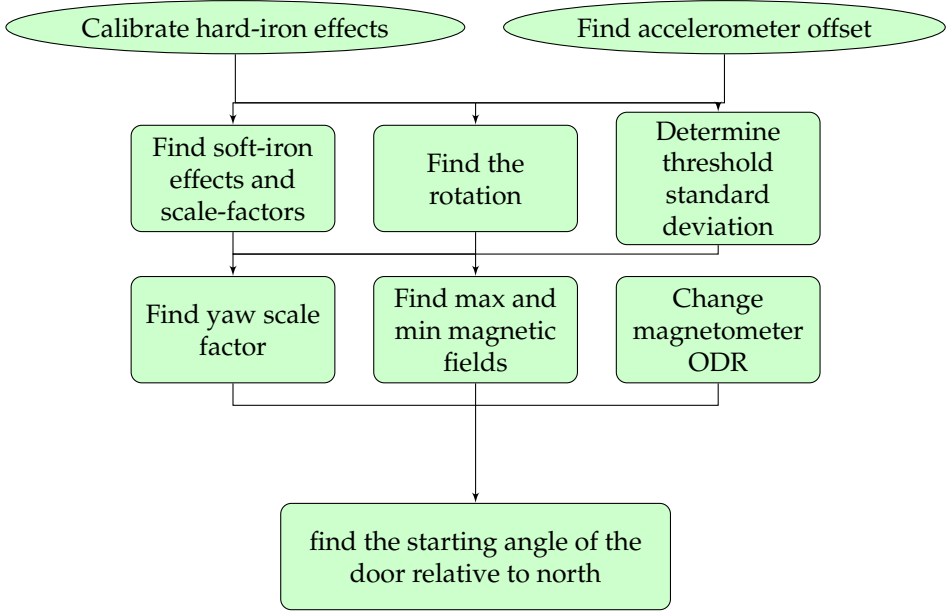 Calibrate hard-iron effects
Find accelerometer offset
Find soft-iron
effects and
scale-factors
Find the
rotation
Determine
threshold
standard
deviation
Find yaw scale
factor
Find max and
min magnetic
fields
Change
magnetometer
ODR
find the starting angle of the
door relative to north